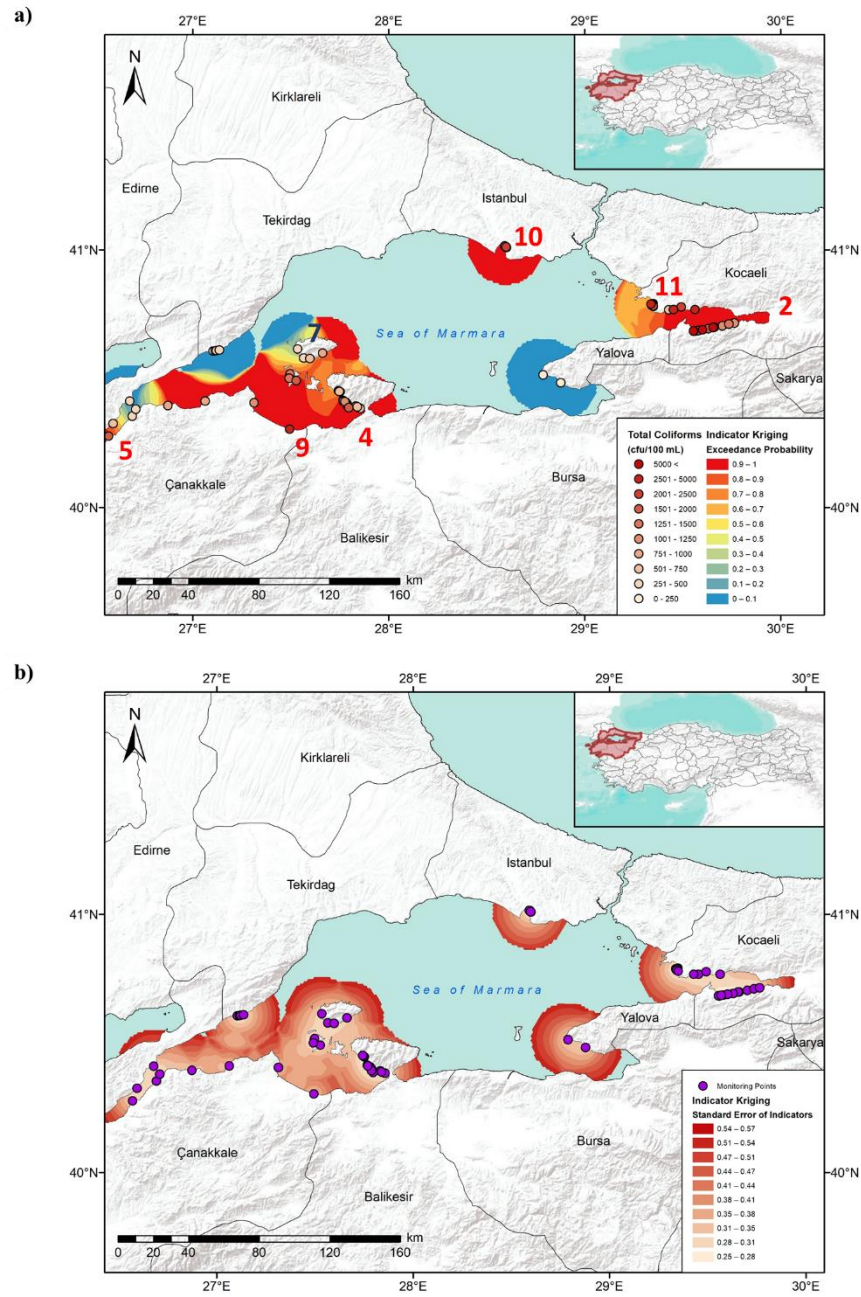 a)
27°E 28°E 29°E 30°E
N
Kirklareli
Edirne
Istanbul
Tekirdag
41°N 41°N
10
Kocaeli
11
2
7
Sea of Marmara
Yalova
Sakarya
5
9
4
Bursa
Çanakkale
40°N 40°N
Balikesir
Total Coliforms Indicator Kriging
(cfu/100 mL) Exceedance Probability
5000 < 0.9 – 1
2501 - 5000 0.8 – 0.9
2001 - 2500 0.7 – 0.8
1501 - 2000 0.6 – 0.7
1251 - 1500 0.5 – 0.6
1001 - 1250 0.4 – 0.5
751 - 1000 0.3 – 0.4
501 - 750 0.2 – 0.3
251 - 500 0.1 – 0.2
0 - 250 0 – 0.1
km
0 20 40 80 120 160
27°E 28°E 29°E 30°E
b)
27°E 28°E 29°E 30°E
N
Kirklareli
Edirne
Istanbul
Tekirdag
41°N 41°N
Kocaeli
Sea of Marmara
Yalova
Sakarya
Bursa
Çanakkale
40°N 40°N
Balikesir
Monitoring Points
Indicator Kriging
Standard Error of Indicators
0.54 – 0.57
0.51 – 0.54
0.47 – 0.51
0.44 – 0.47
0.41 – 0.44
0.38 – 0.41
0.35 – 0.38
0.31 – 0.35
0.28 – 0.31
0.25 – 0.28
km
0 20 40 80 120 160
27°E 28°E 29°E 30°E